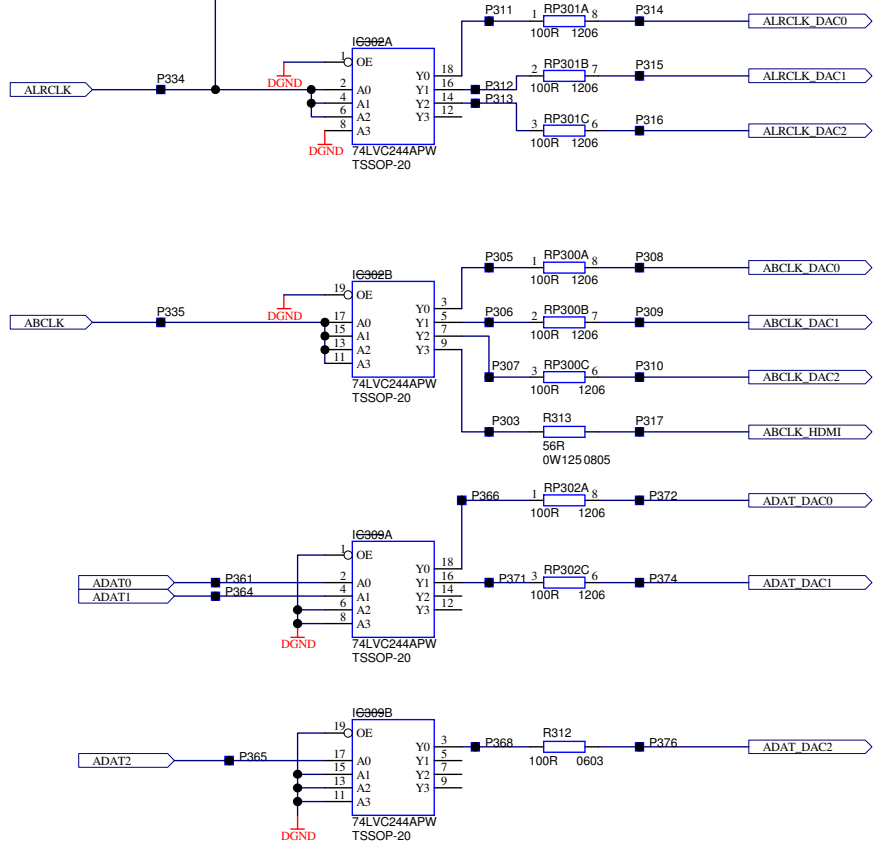 P311 RP301A
1 8 P314
100R 1206
ALRCLK_DAC0
IC302A
1 OE
DGND
ALRCLK P334
2 A0
4 A1
6 A2
8 A3
DGND
Y0 18
Y1 16
Y2 14
Y3 12
74LVC244APW
TSSOP-20
P312 RP301B
2 7 P315
100R 1206
ALRCLK_DAC1
P313 RP301C
3 6 P316
100R 1206
ALRCLK_DAC2
P305 RP300A
1 8 P308
100R 1206
ABCLK_DAC0
IC302B
19 OE
DGND
ABCLK P335
17 A0
15 A1
13 A2
11 A3
Y0 3
Y1 5
Y2 7
Y3 9
74LVC244APW
TSSOP-20
P306 RP300B
2 7 P309
100R 1206
ABCLK_DAC1
P307 RP300C
3 6 P310
100R 1206
ABCLK_DAC2
P303 R313 P317
56R
0W125 0805
ABCLK_HDMI
P366 RP302A
1 8 P372
100R 1206
ADAT_DAC0
IC309A
1 OE
ADAT0 P361
ADAT1 P364
2 A0
4 A1
6 A2
8 A3
DGND
Y0 18
Y1 16
Y2 14
Y3 12
74LVC244APW
TSSOP-20
P371 RP302C
3 6 P374
100R 1206
ADAT_DAC1
IC309B
19 OE
ADAT2 P365
17 A0
15 A1
13 A2
11 A3
DGND
Y0 3
Y1 5
Y2 7
Y3 9
74LVC244APW
TSSOP-20
P368 R312 P376
100R 0603
ADAT_DAC2